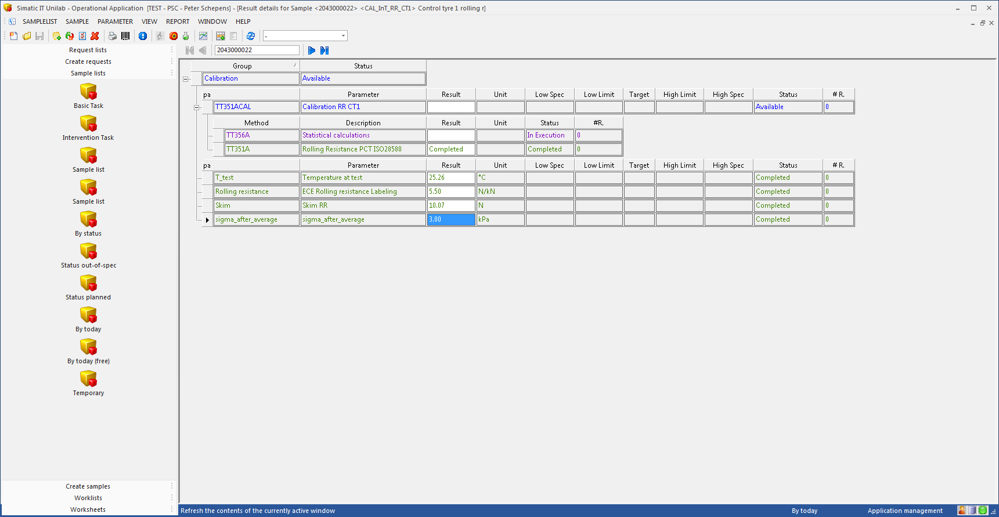 Simatic IT Unilab - Operational Application [TEST - PSC - Peter Schepens] - [Result details for Sample <2043000022> <CAL_InT_RR_CT1> Control tyre 1 rolling r]
SAMPLELIST SAMPLE PARAMETER VIEW REPORT WINDOW HELP
-
Request lists
Create requests
Sample lists
Basic Task
Intervention Task
Sample list
Sample list
By status
Status out-of-spec
Status planned
By today
By today (free)
Temporary
Create samples
Worklists
Worksheets
2043000022
Group Status
Calibration Available
pa Parameter Result Unit Low Spec Low Limit Target High Limit High Spec Status # R.
TT351ACAL Calibration RR CT1 Available 0
Method Description Result Unit Status #R.
TT356A Statistical calculations In Execution 0
TT351A Rolling Resistance PCT ISO28580 Completed Completed 0
pa Parameter Result Unit Low Spec Low Limit Target High Limit High Spec Status # R.
T_test Temperature at test 25.26 °C Completed 0
Rolling resistance ECE Rolling resistance Labeling 5.50 N/kN Completed 0
Skim Skim RR 10.07 N Completed 0
sigma_after_average sigma_after_average 3.00 kPa Completed 0
Refresh the contents of the currently active window By today Application management